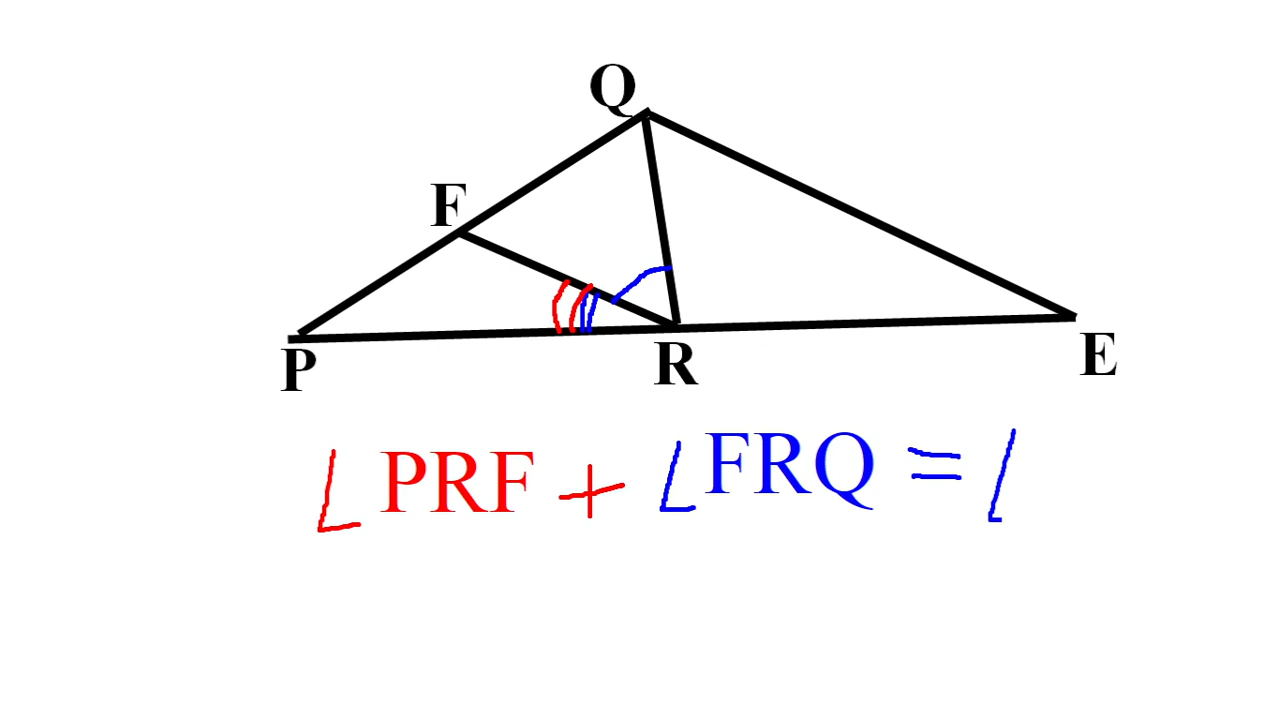 Q
F
P
R
E
∠PRF + ∠FRQ = ∠